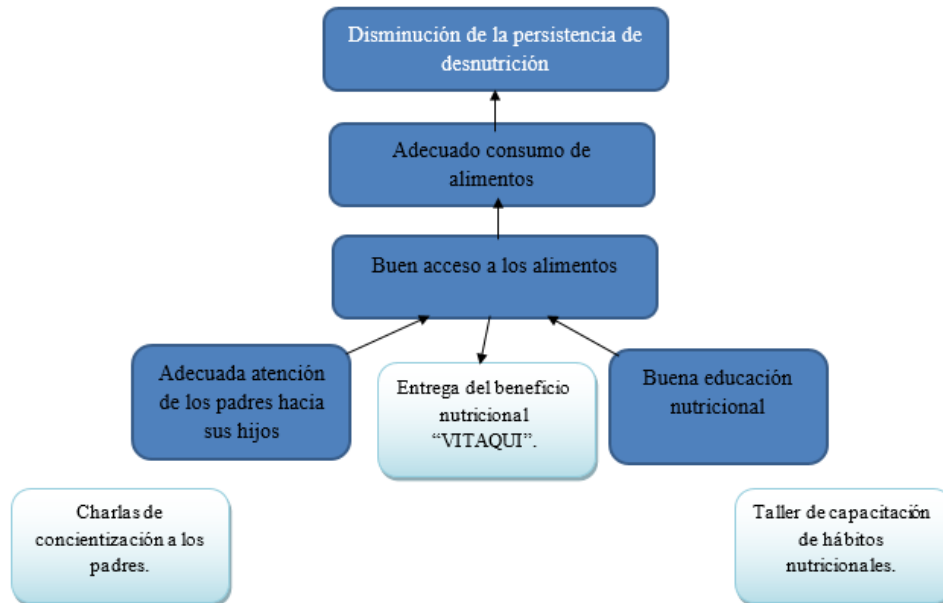 Disminución de la persistencia de
desnutrición
Adecuado consumo de
alimentos
Buen acceso a los alimentos
Adecuada atención
de los padres hacia
sus hijos
Entrega del beneficio
nutricional
“VITAQUI”.
Buena educación
nutricional
Charlas de
concientización a los
padres.
Taller de capacitación
de hábitos
nutricionales.